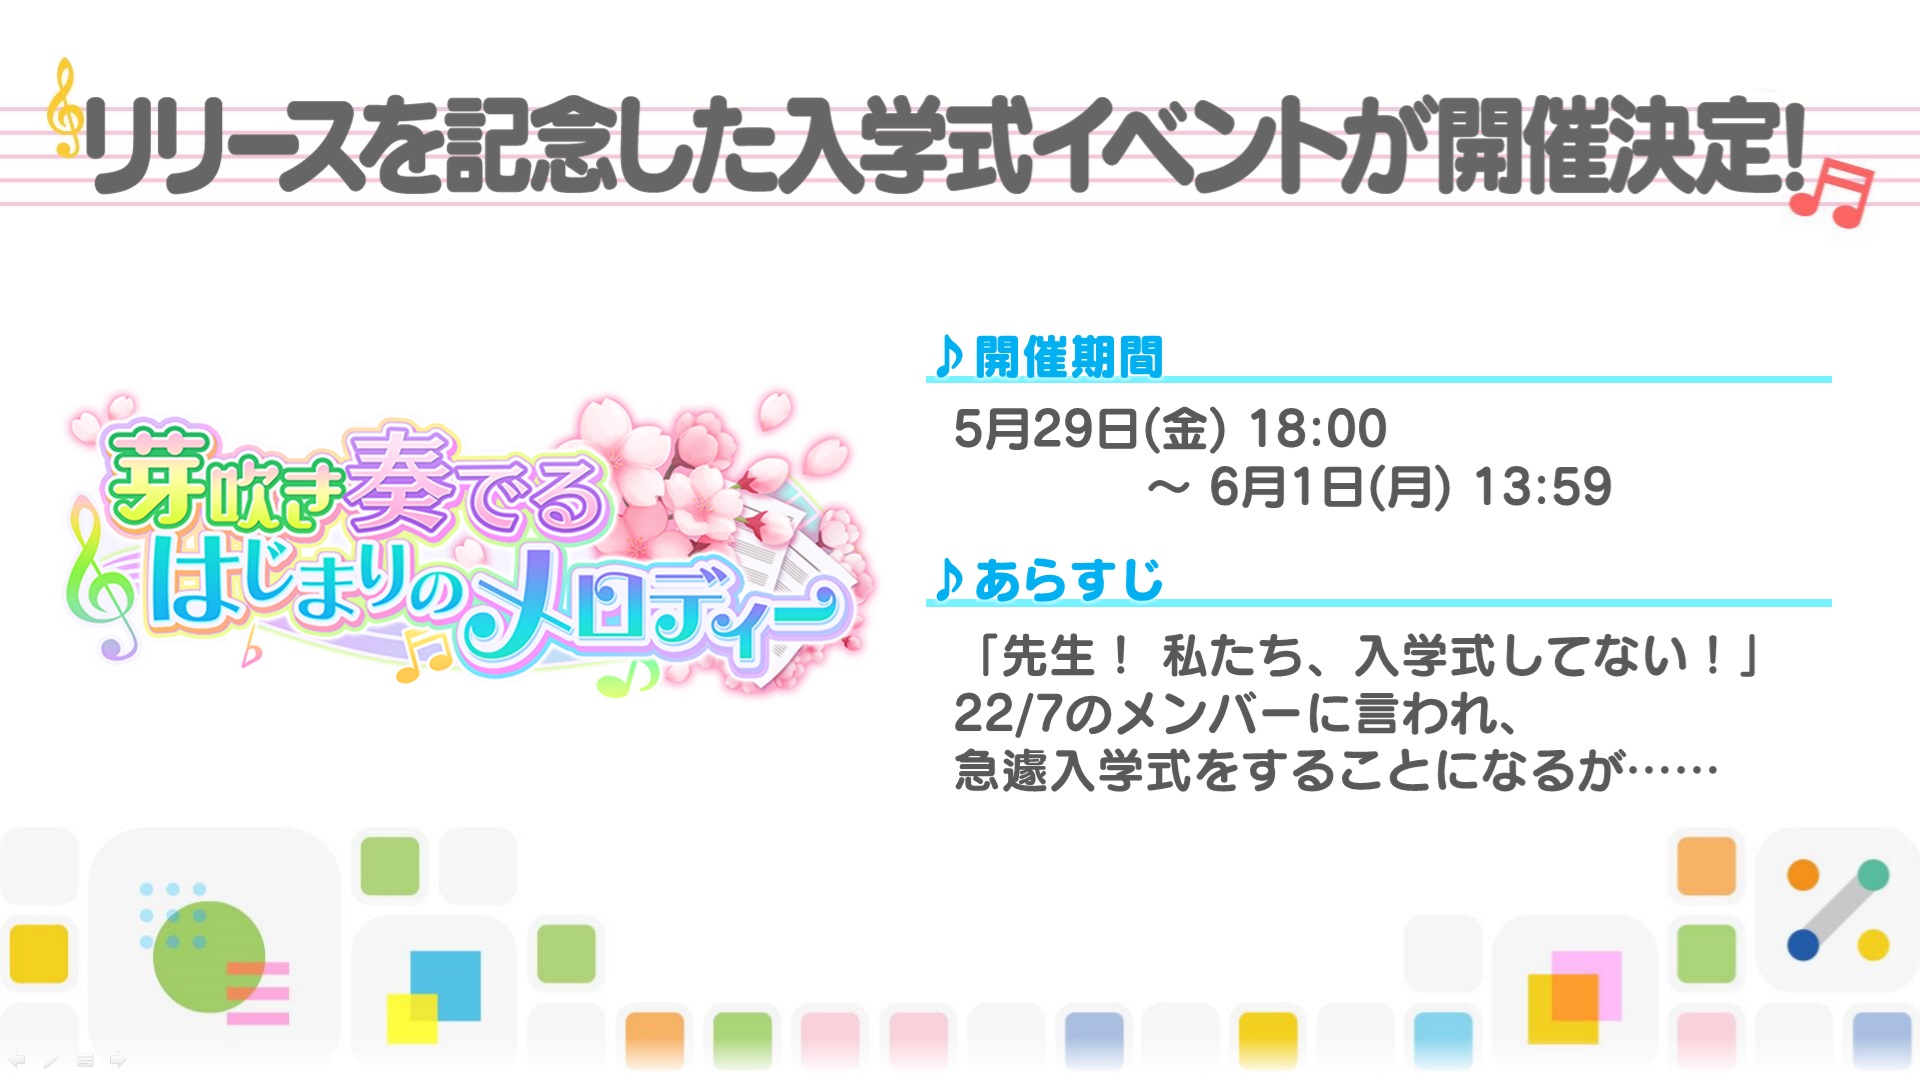 リリースを記念した入学式イベントが開催決定!
芽吹き奏でる
はじまりのメロディー
♪開催期間
5月29日(金) 18:00
～ 6月1日(月) 13:59
♪あらすじ
「先生！ 私たち、入学式してない！」
22/7のメンバーに言われ、
急遽入学式をすることになるが……